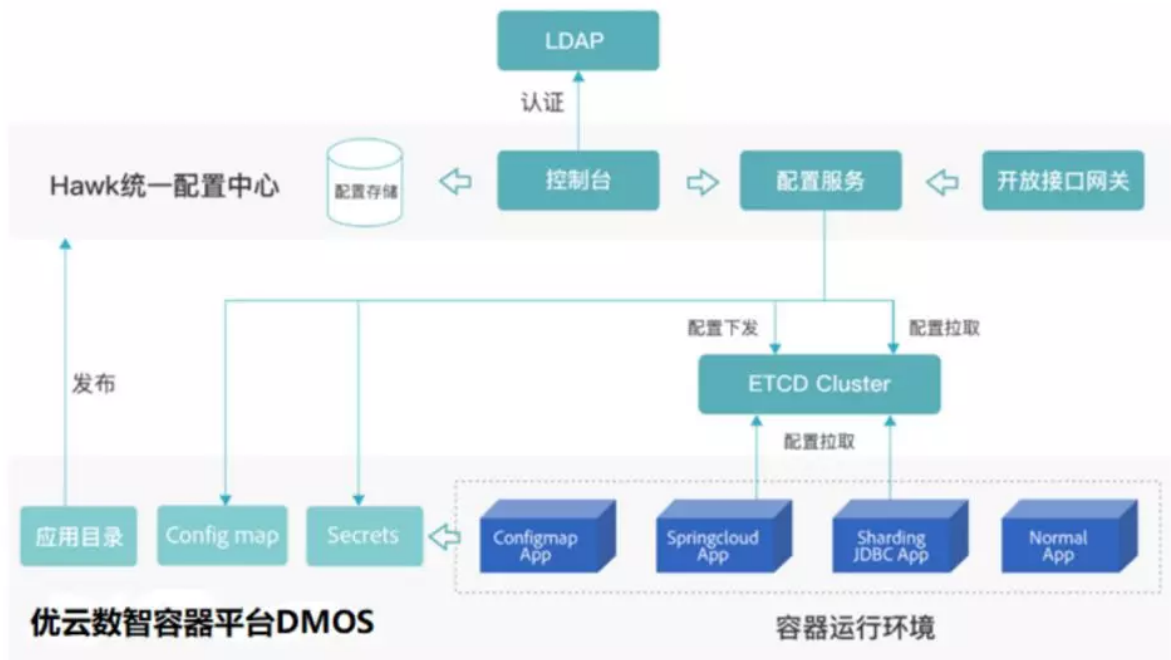 LDAP
认证
Hawk统一配置中心
配置存储
控制台
配置服务
开放接口网关
配置下发
配置拉取
发布
ETCD Cluster
配置拉取
应用目录
Config map
Secrets
Configmap
App
Springcloud
App
Sharding
JDBC App
Normal
App
优云数智容器平台DMOS
容器运行环境